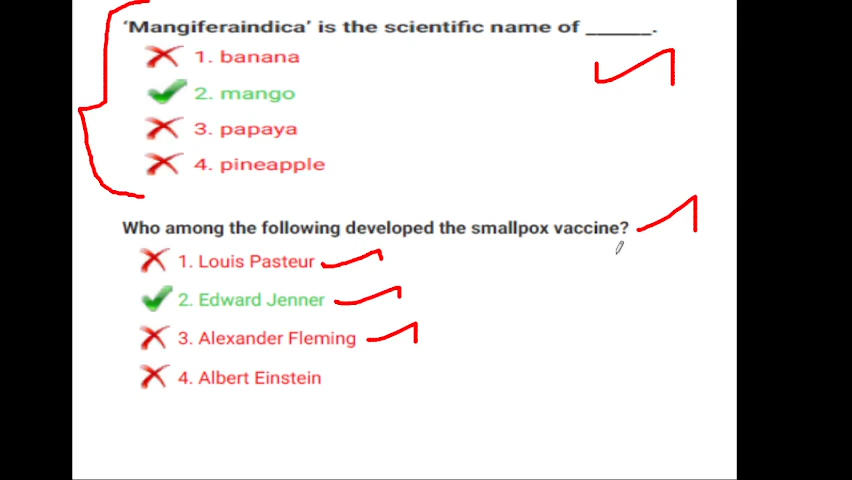 ‘Mangiferaindica’ is the scientific name of ______.
1. banana
2. mango
3. papaya
4. pineapple
Who among the following developed the smallpox vaccine?
1. Louis Pasteur
2. Edward Jenner
3. Alexander Fleming
4. Albert Einstein